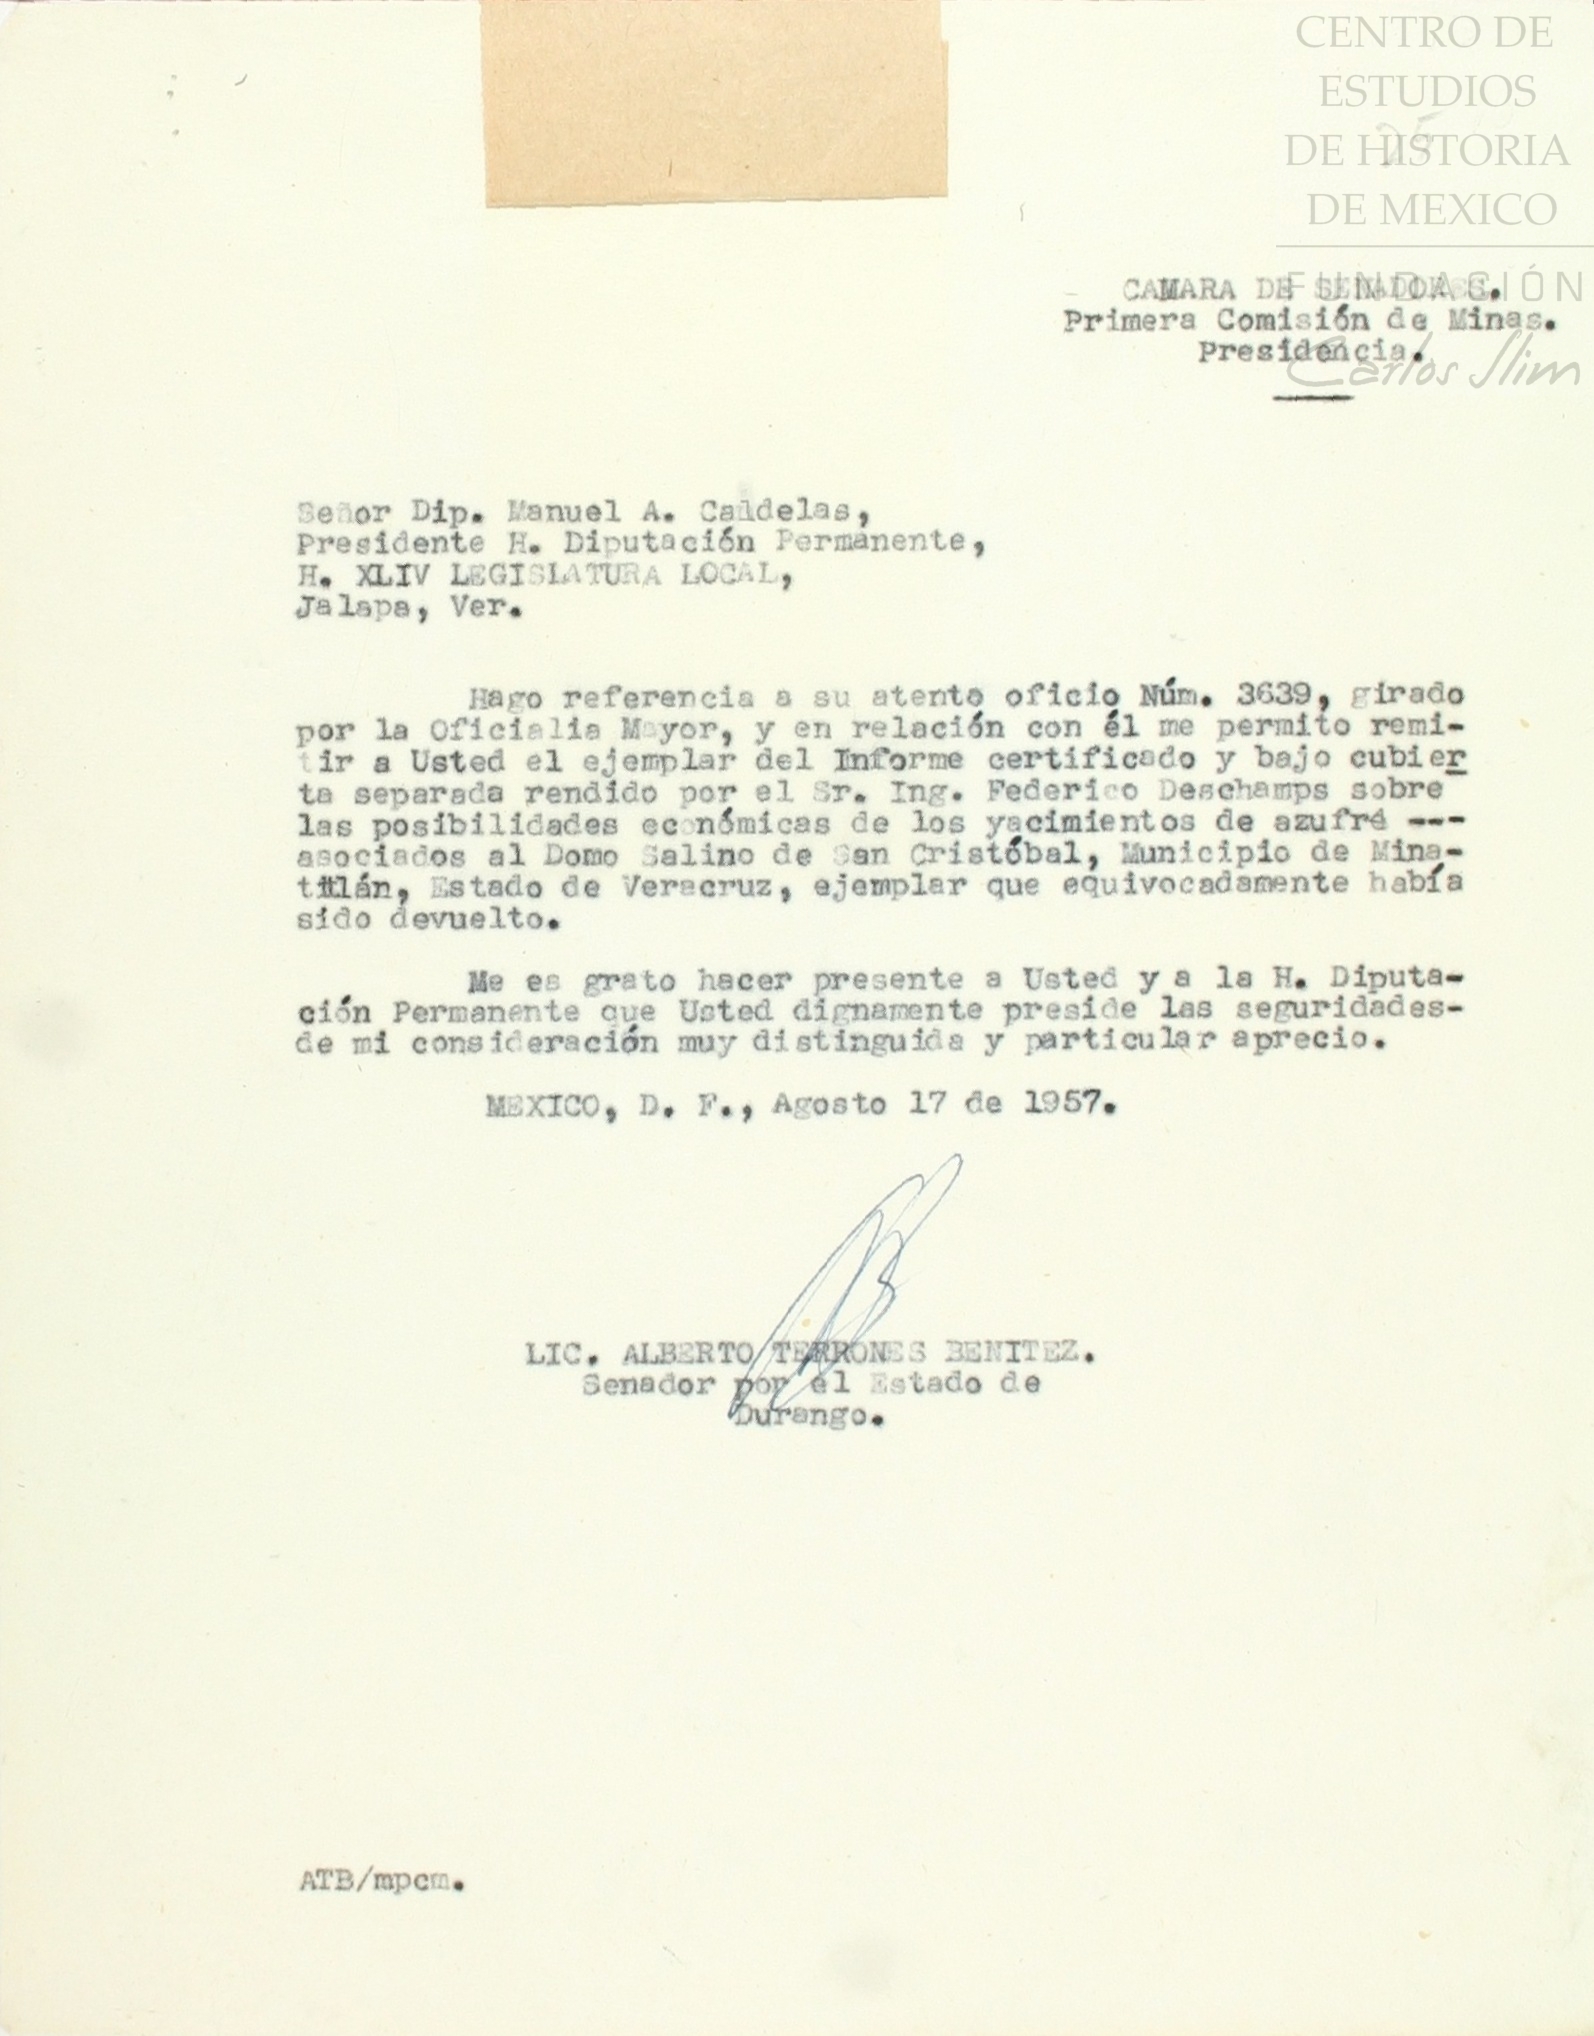 CENTRO DE
ESTUDIOS
DE HISTORIA
DE MEXICO
FUNDACIÓN
Carlos Slim
CAMARA DE SENADORES.
Primera Comisión de Minas.
Presidencia.
Señor Dip. Manuel A. Caldelas,
Presidente H. Diputación Permanente,
H. XLIV LEGISLATURA LOCAL,
Jalapa, Ver.
Hago referencia a su atento oficio Núm. 3639, girado
por la Oficialia Mayor, y en relación con él me permito remi-
tir a Usted el ejemplar del Informe certificado y bajo cubier
ta separada rendido por el Sr. Ing. Federico Deschamps sobre
las posibilidades económicas de los yacimientos de azufre ---
asociados al Domo Salino de San Cristóbal, Municipio de Mina-
titlán, Estado de Veracruz, ejemplar que equivocadamente había
sido devuelto.
Me es grato hacer presente a Usted y a la H. Diputa-
ción Permanente que Usted dignamente preside las seguridades-
de mi consideración muy distinguida y particular aprecio.
MEXICO, D. F., Agosto 17 de 1957.
LIC. ALBERTO TERRONES BENITEZ.
Senador por el Estado de
Durango.
ATB/mpcm.